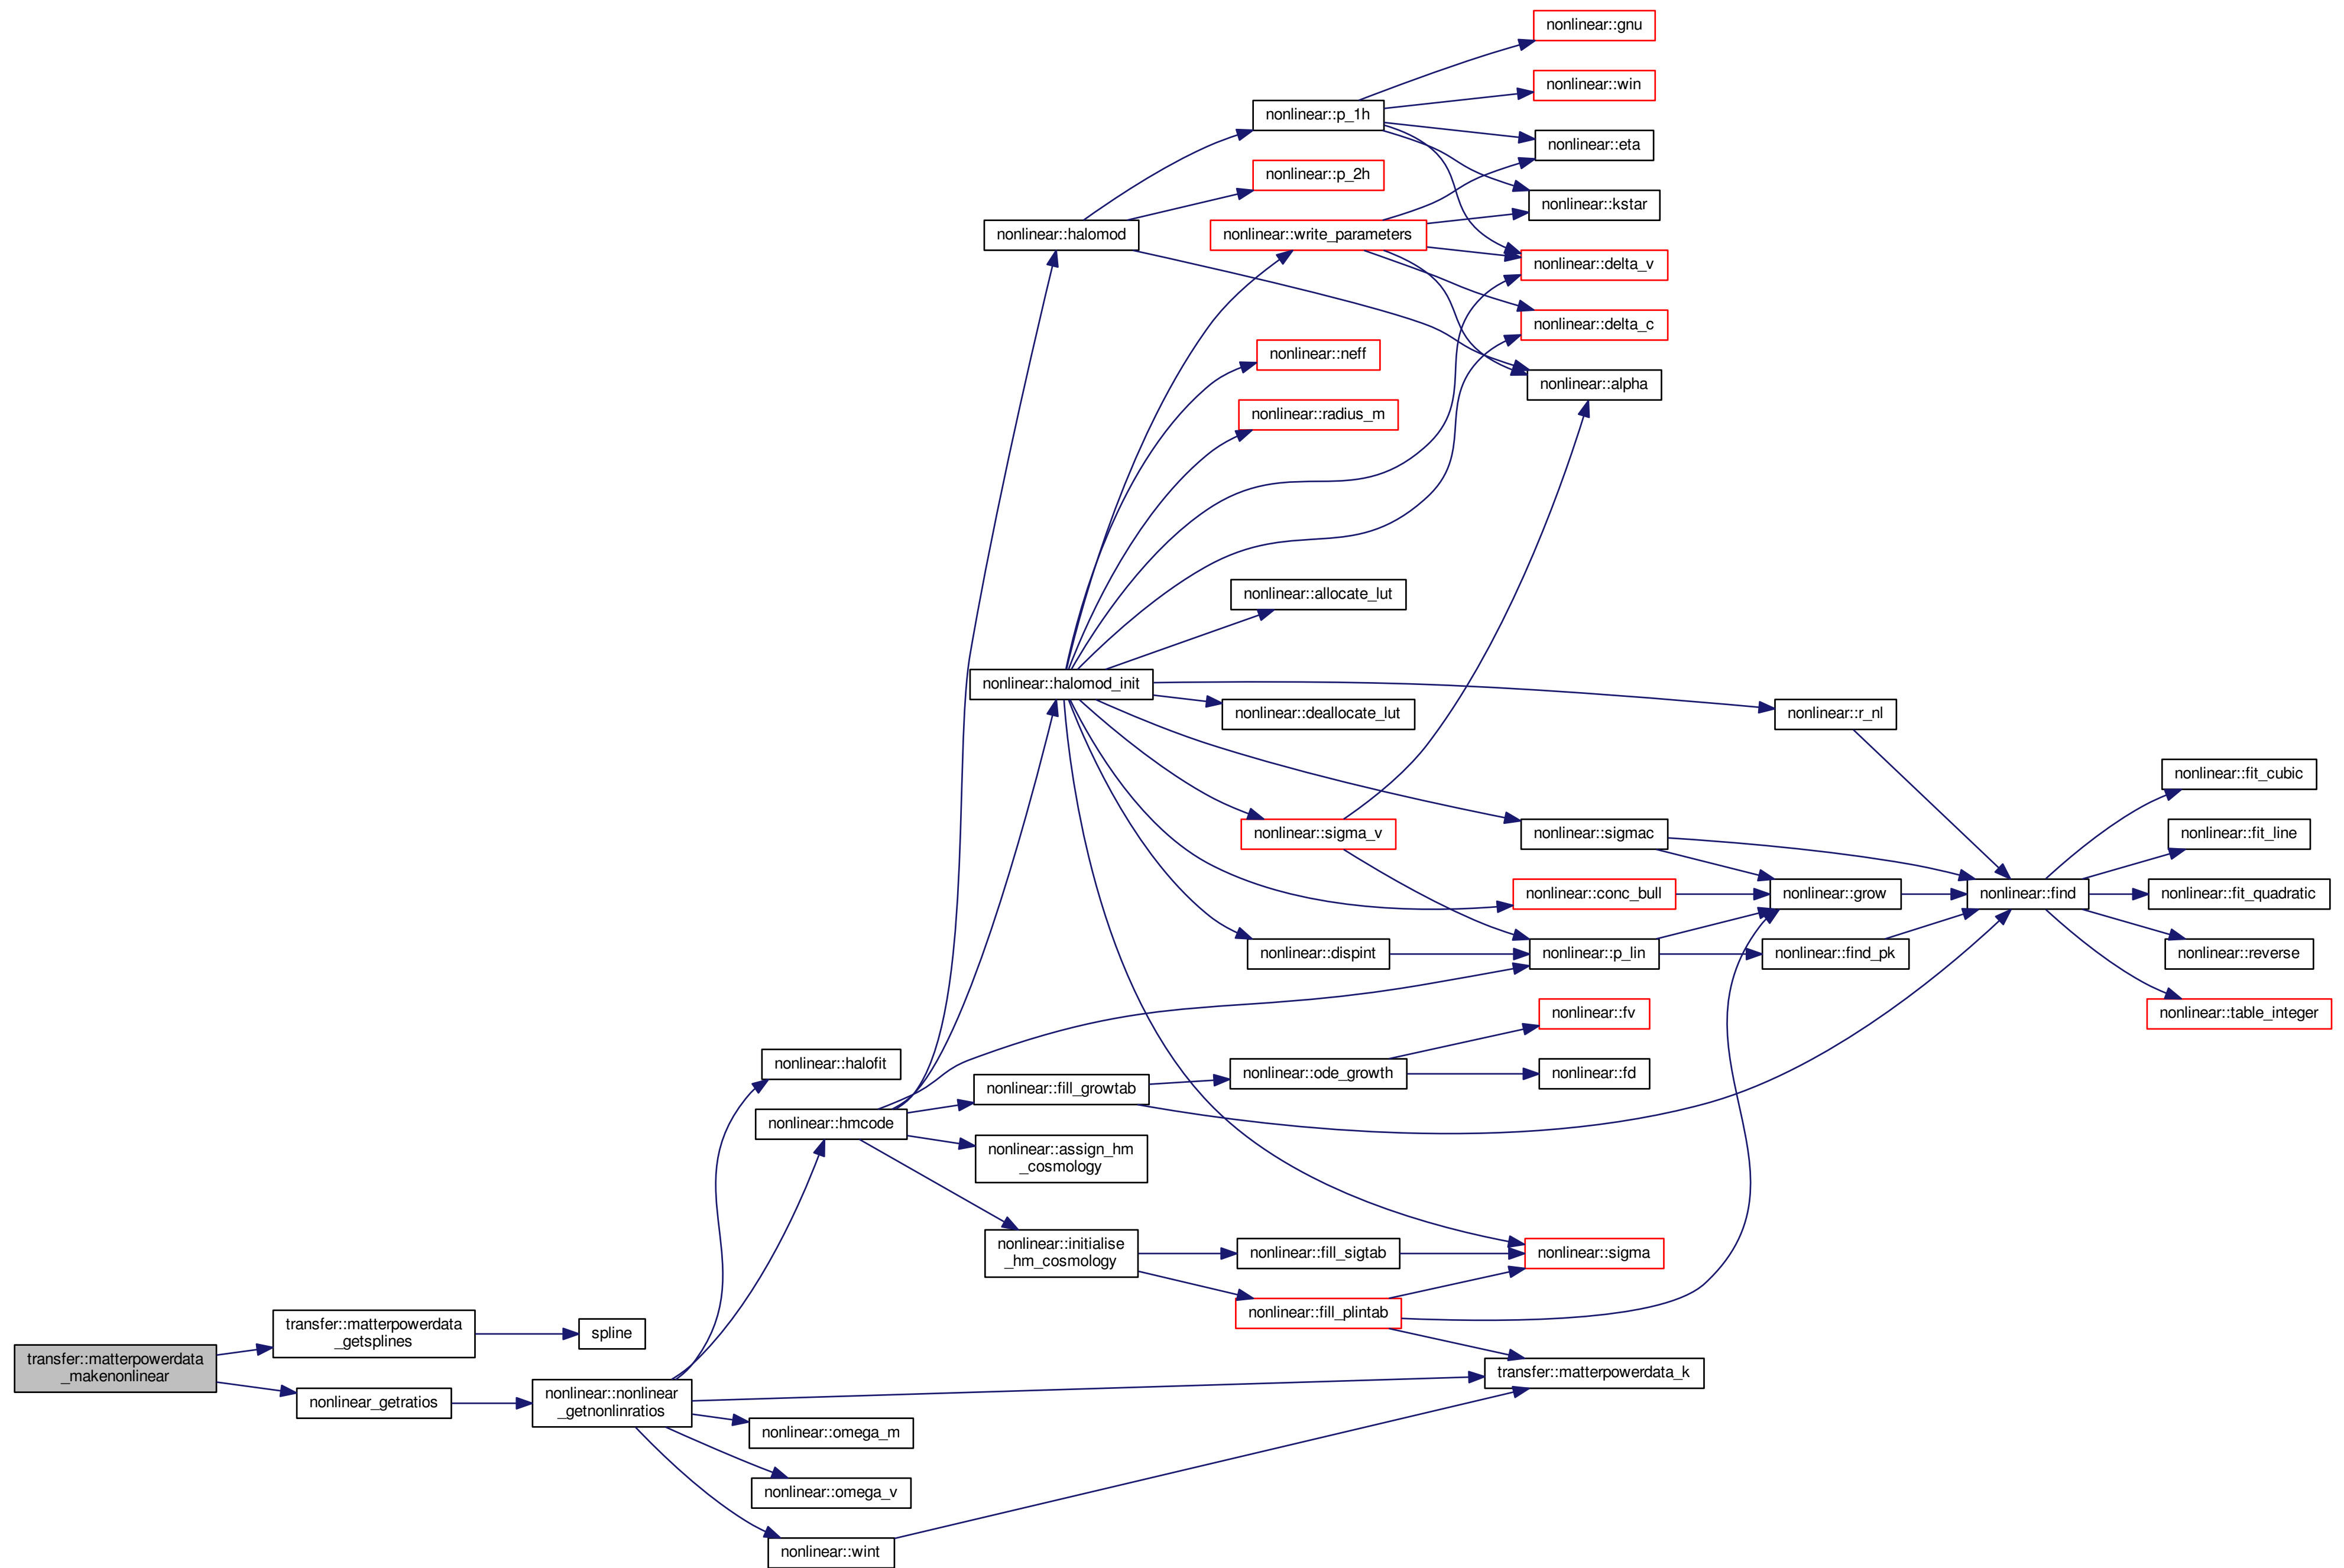 nonlinear::gnu
nonlinear::win
nonlinear::p_1h
nonlinear::eta
nonlinear::p_2h
nonlinear::kstar
nonlinear::halomod
nonlinear::write_parameters
nonlinear::delta_v
nonlinear::delta_c
nonlinear::neff
nonlinear::alpha
nonlinear::radius_m
nonlinear::allocate_lut
nonlinear::halomod_init
nonlinear::deallocate_lut
nonlinear::r_nl
nonlinear::fit_cubic
nonlinear::sigma_v
nonlinear::sigmac
nonlinear::fit_line
nonlinear::conc_bull
nonlinear::grow
nonlinear::find
nonlinear::fit_quadratic
nonlinear::dispint
nonlinear::p_lin
nonlinear::find_pk
nonlinear::reverse
nonlinear::fv
nonlinear::table_integer
nonlinear::halofit
nonlinear::ode_growth
nonlinear::fd
nonlinear::fill_growtab
nonlinear::hmcode
nonlinear::assign_hm
_cosmology
nonlinear::initialise
_hm_cosmology
nonlinear::fill_sigtab
nonlinear::sigma
nonlinear::fill_plintab
transfer::matterpowerdata
_getsplines
spline
transfer::matterpowerdata
_makenonlinear
transfer::matterpowerdata_k
nonlinear_getratios
nonlinear::nonlinear
_getnonlinratios
nonlinear::omega_m
nonlinear::omega_v
nonlinear::wint